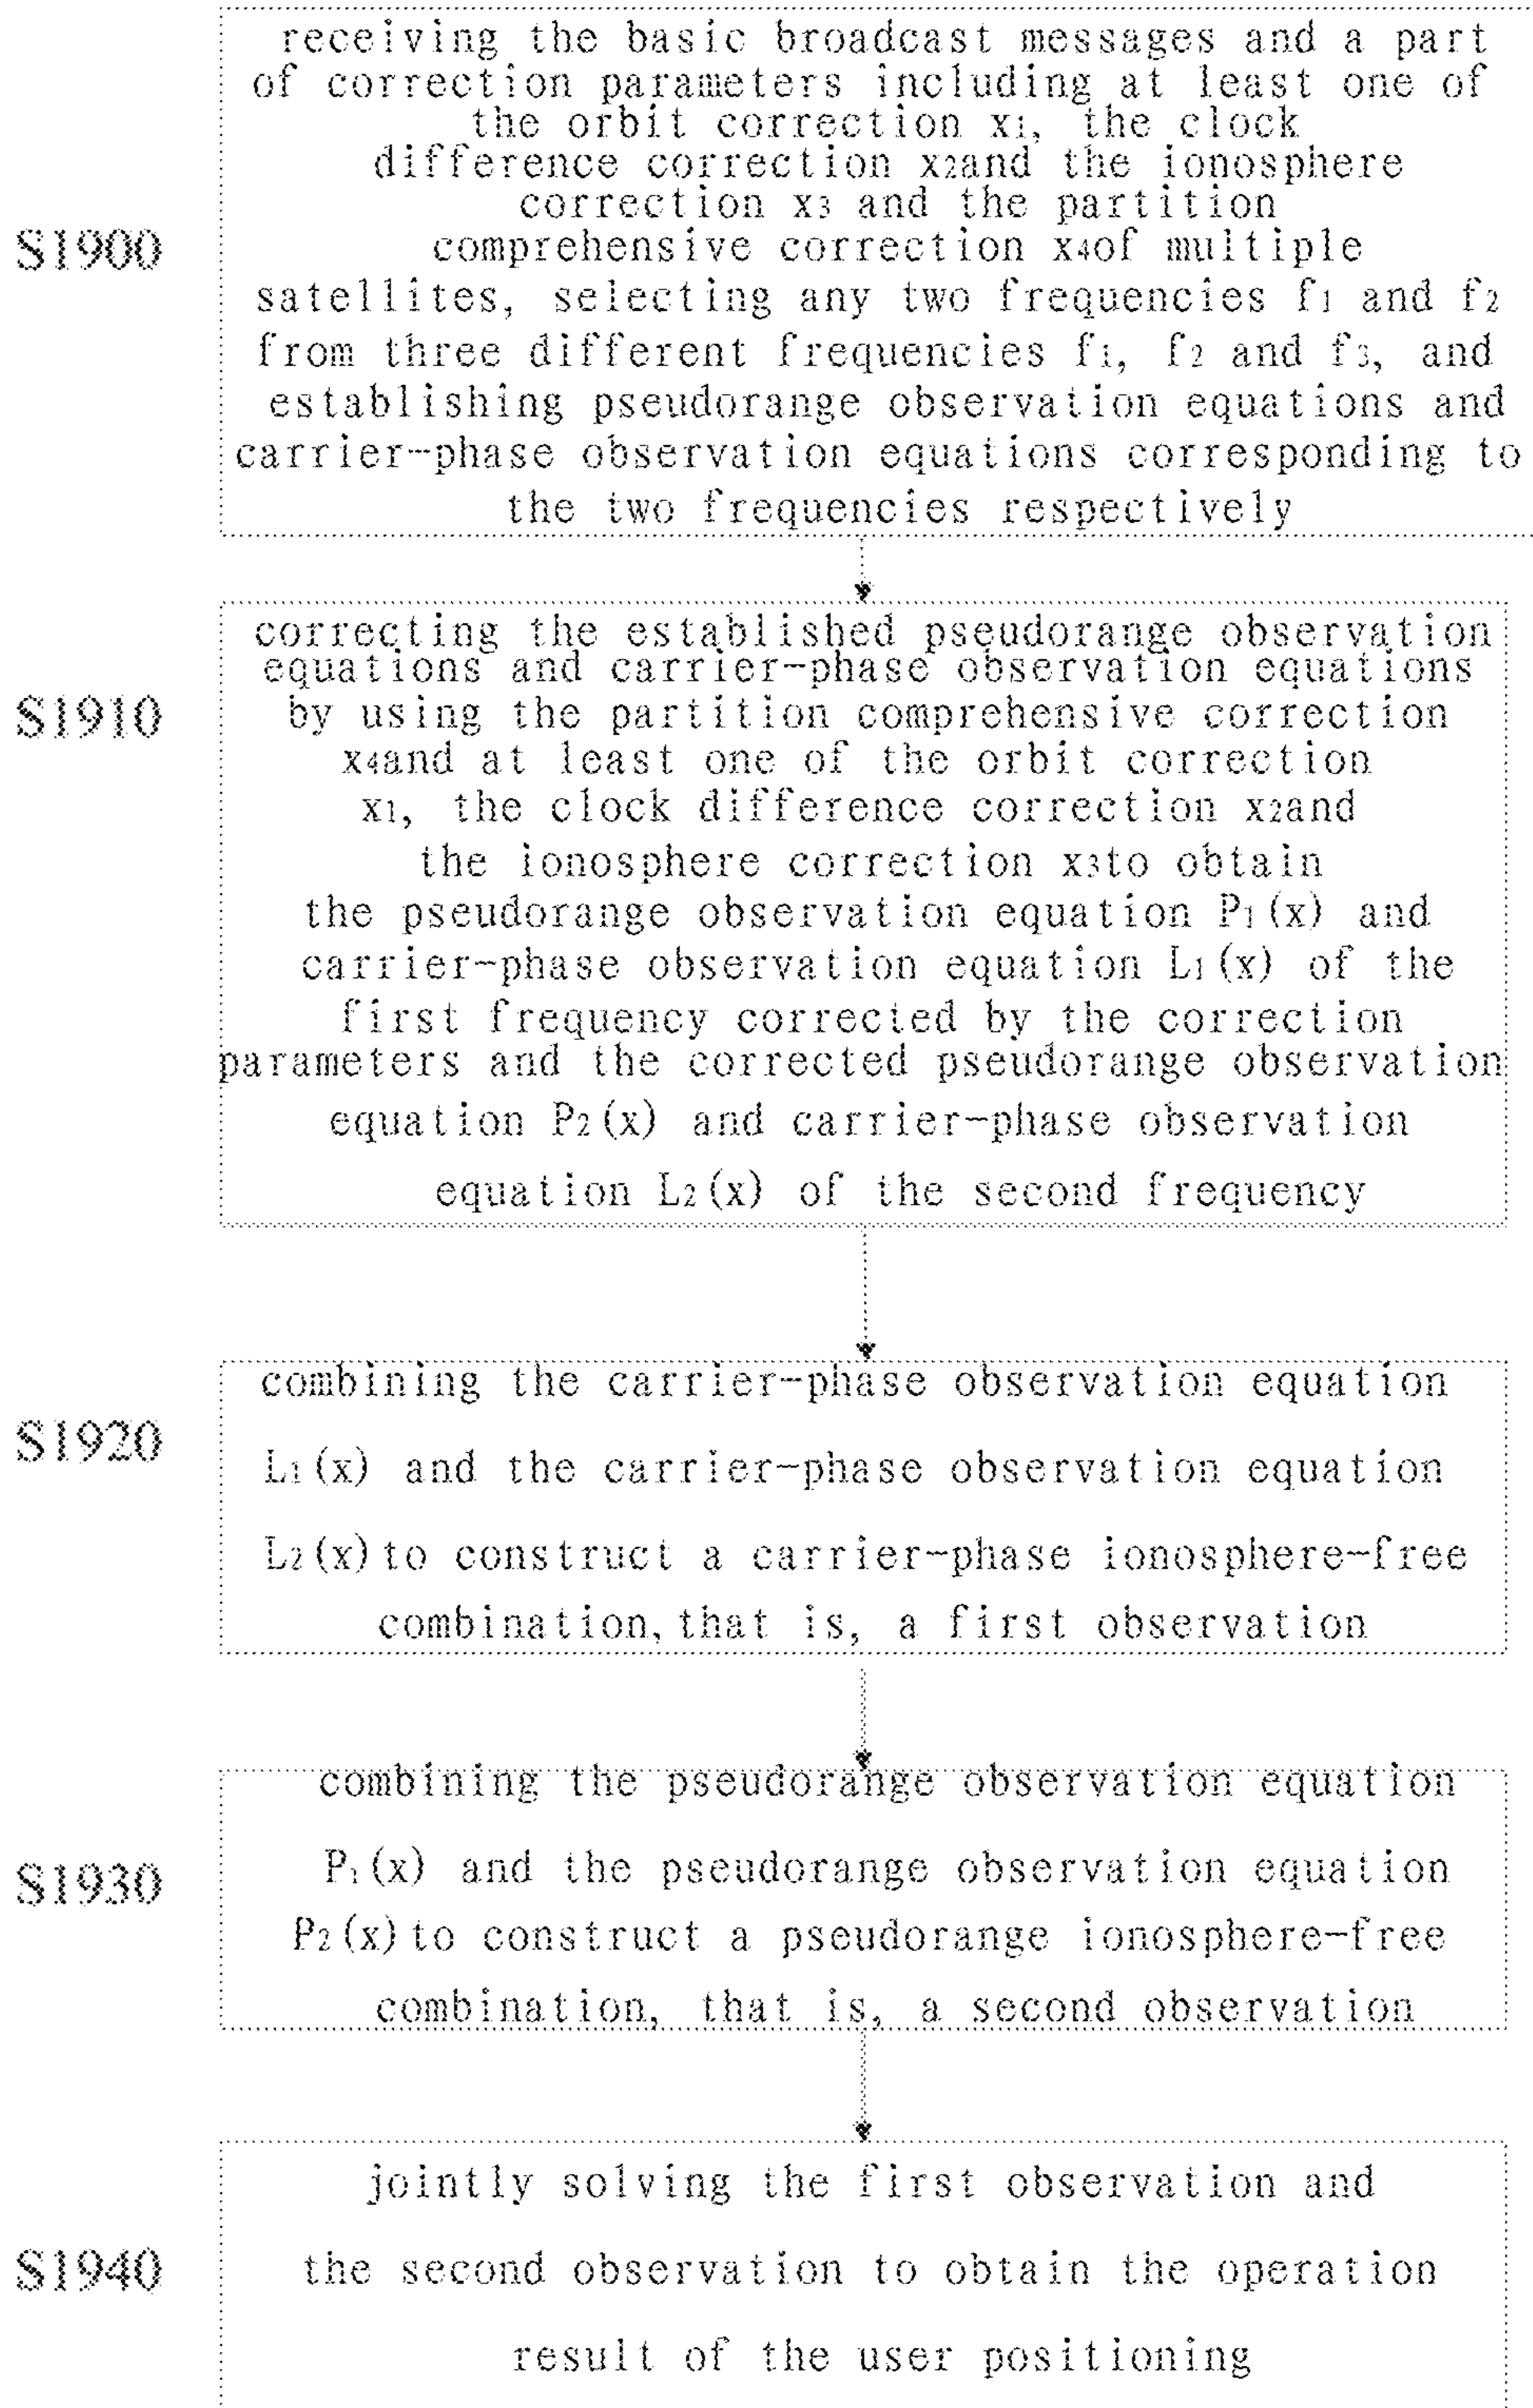 receiving the basic broadcast messages and a part
of correction parameters including at least one of
the orbit correction x₁, the clock
difference correction x₂and the ionosphere
correction x₃ and the partition
S1900
comprehensive correction x₄of multiple
satellites, selecting any two frequencies f₁ and f₂
from three different frequencies f₁, f₂ and f₃, and
establishing pseudorange observation equations and
carrier-phase observation equations corresponding to
the two frequencies respectively
correcting the established pseudorange observation
equations and carrier-phase observation equations
S1910
by using the partition comprehensive correction
x₄and at least one of the orbit correction
x₁, the clock difference correction x₂and
the ionosphere correction x₃to obtain
the pseudorange observation equation P₁(x) and
carrier-phase observation equation L₁(x) of the
first frequency corrected by the correction
parameters and the corrected pseudorange observation
equation P₂(x) and carrier-phase observation
equation L₂(x) of the second frequency
combining the carrier-phase observation equation
S1920
L₁(x) and the carrier-phase observation equation
L₂(x)to construct a carrier-phase ionosphere-free
combination,that is, a first observation
combining the pseudorange observation equation
S1930
P₁(x) and the pseudorange observation equation
P₂(x)to construct a pseudorange ionosphere-free
combination, that is, a second observation
jointly solving the first observation and
S1940
the second observation to obtain the operation
result of the user positioning